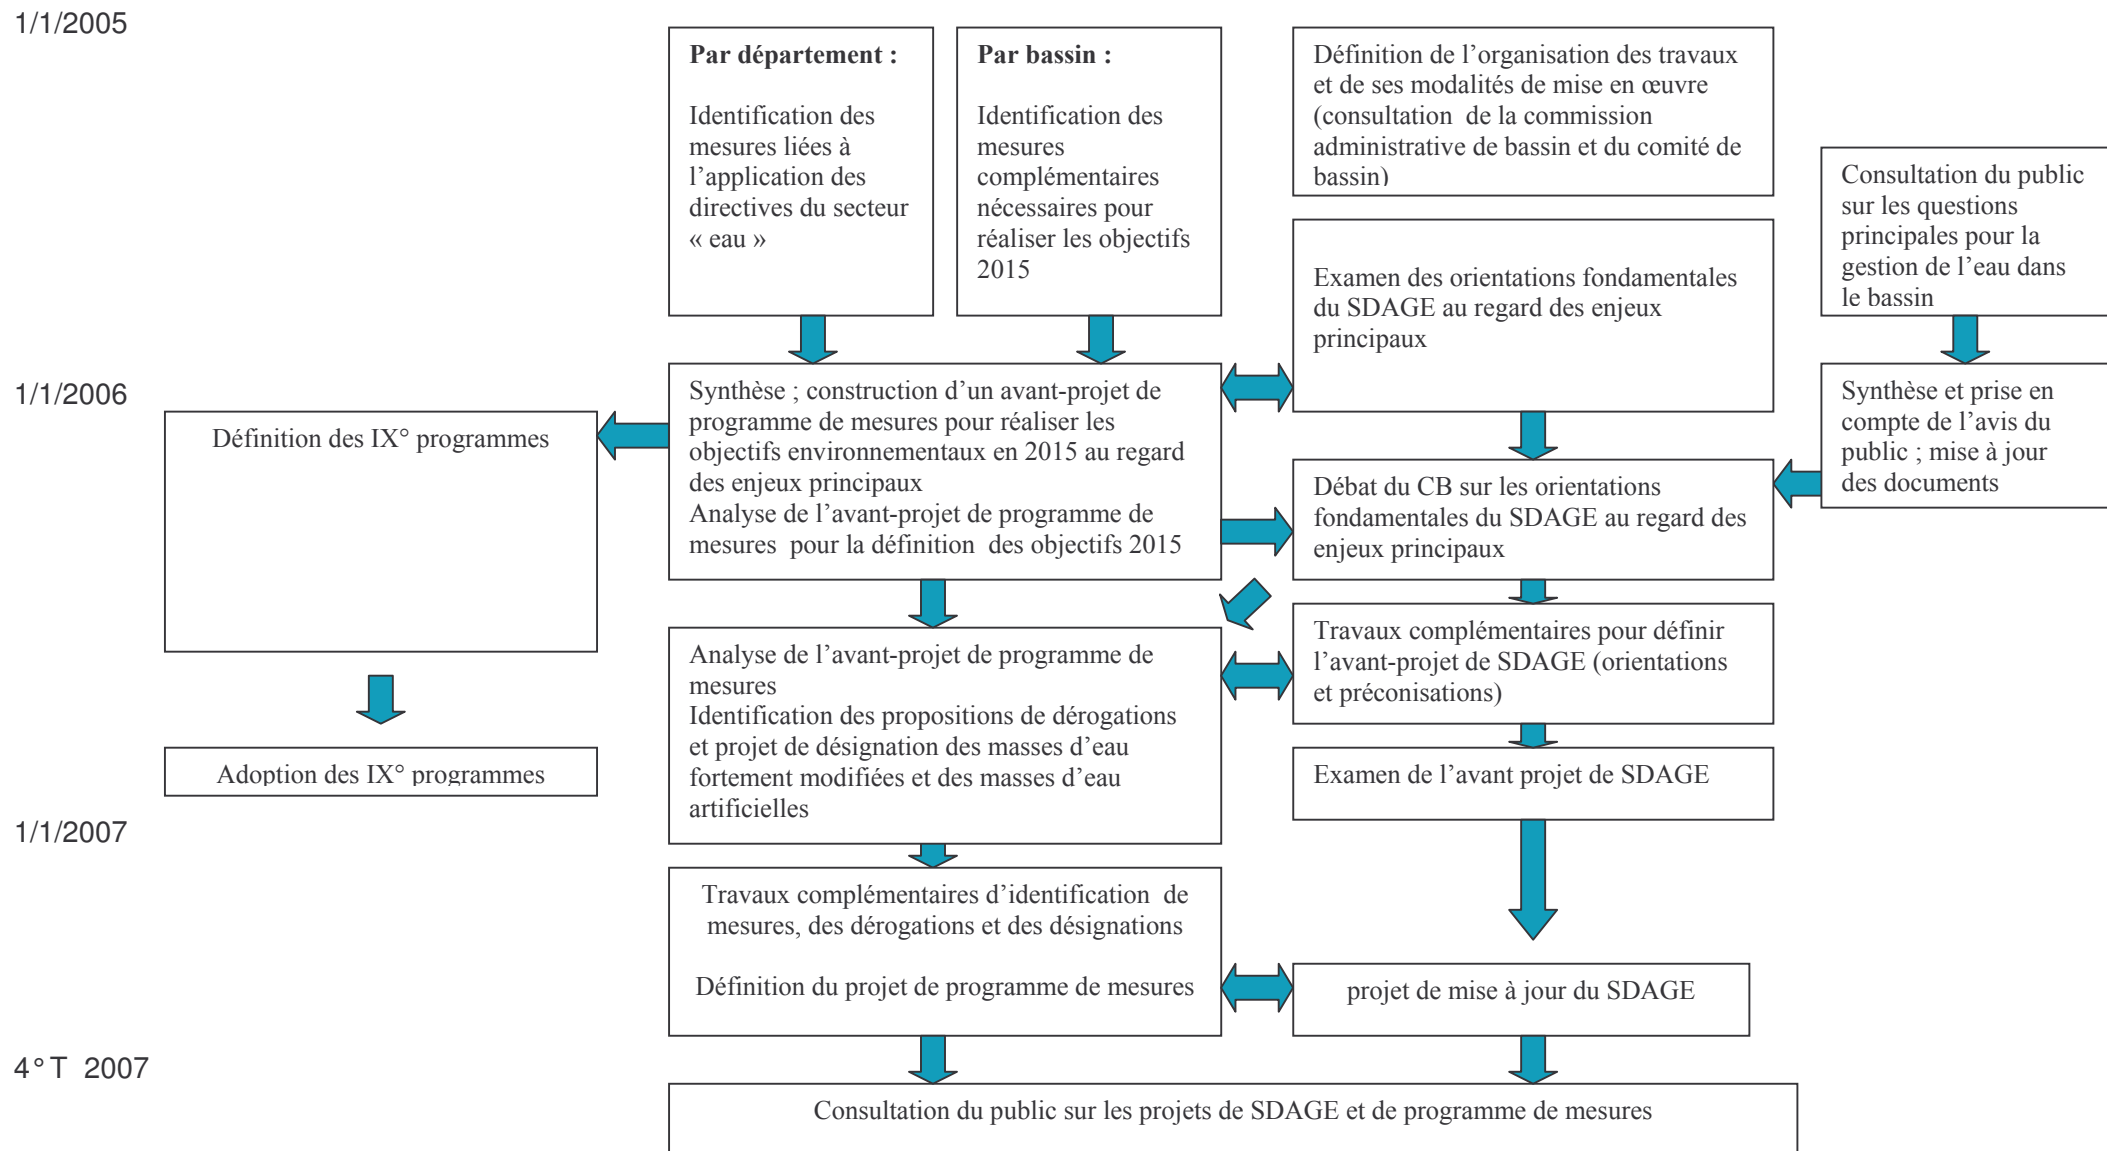 1/1/2005
Par département :
Identification des
mesures liées à
l’application des
directives du secteur
« eau »
Par bassin :
Identification des
mesures
complémentaires
nécessaires pour
réaliser les objectifs
2015
Définition de l’organisation des travaux
et de ses modalités de mise en œuvre
(consultation de la commission
administrative de bassin et du comité de
bassin)
Consultation du public
sur les questions
principales pour la
gestion de l’eau dans
le bassin
Examen des orientations fondamentales
du SDAGE au regard des enjeux
principaux
1/1/2006
Définition des IX° programmes
Synthèse ; construction d’un avant-projet de
programme de mesures pour réaliser les
objectifs environnementaux en 2015 au regard
des enjeux principaux
Analyse de l’avant-projet de programme de
mesures pour la définition des objectifs 2015
Synthèse et prise en
compte de l’avis du
public ; mise à jour
des documents
Débat du CB sur les orientations
fondamentales du SDAGE au regard des
enjeux principaux
Analyse de l’avant-projet de programme de
mesures
Identification des propositions de dérogations
et projet de désignation des masses d’eau
fortement modifiées et des masses d’eau
artificielles
Travaux complémentaires pour définir
l’avant-projet de SDAGE (orientations
et préconisations)
Adoption des IX° programmes
Examen de l’avant projet de SDAGE
1/1/2007
Travaux complémentaires d’identification de
mesures, des dérogations et des désignations
Définition du projet de programme de mesures
projet de mise à jour du SDAGE
4° T 2007
Consultation du public sur les projets de SDAGE et de programme de mesures